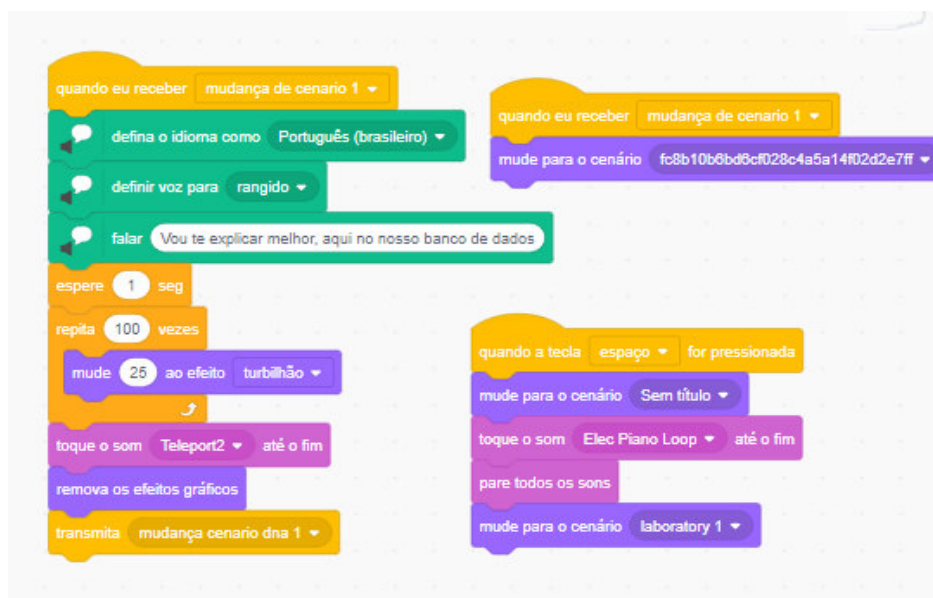 quando eu receber mudança de cenario 1
defina o idioma como Português (brasileiro)
definir voz para rangido
falar Vou te explicar melhor, aqui no nosso banco de dados
espere 1 seg
repita 100 vezes
mude 25 ao efeito turbilhão
toque o som Teleport2 até o fim
remova os efeitos gráficos
transmita mudança cenario dna 1
quando eu receber mudança de cenario 1
mude para o cenário fc8b10b6bd6cf028c4a5a14f02d2e7ff
quando a tecla espaço for pressionada
mude para o cenário Sem título
toque o som Elec Piano Loop até o fim
pare todos os sons
mude para o cenário laboratory 1